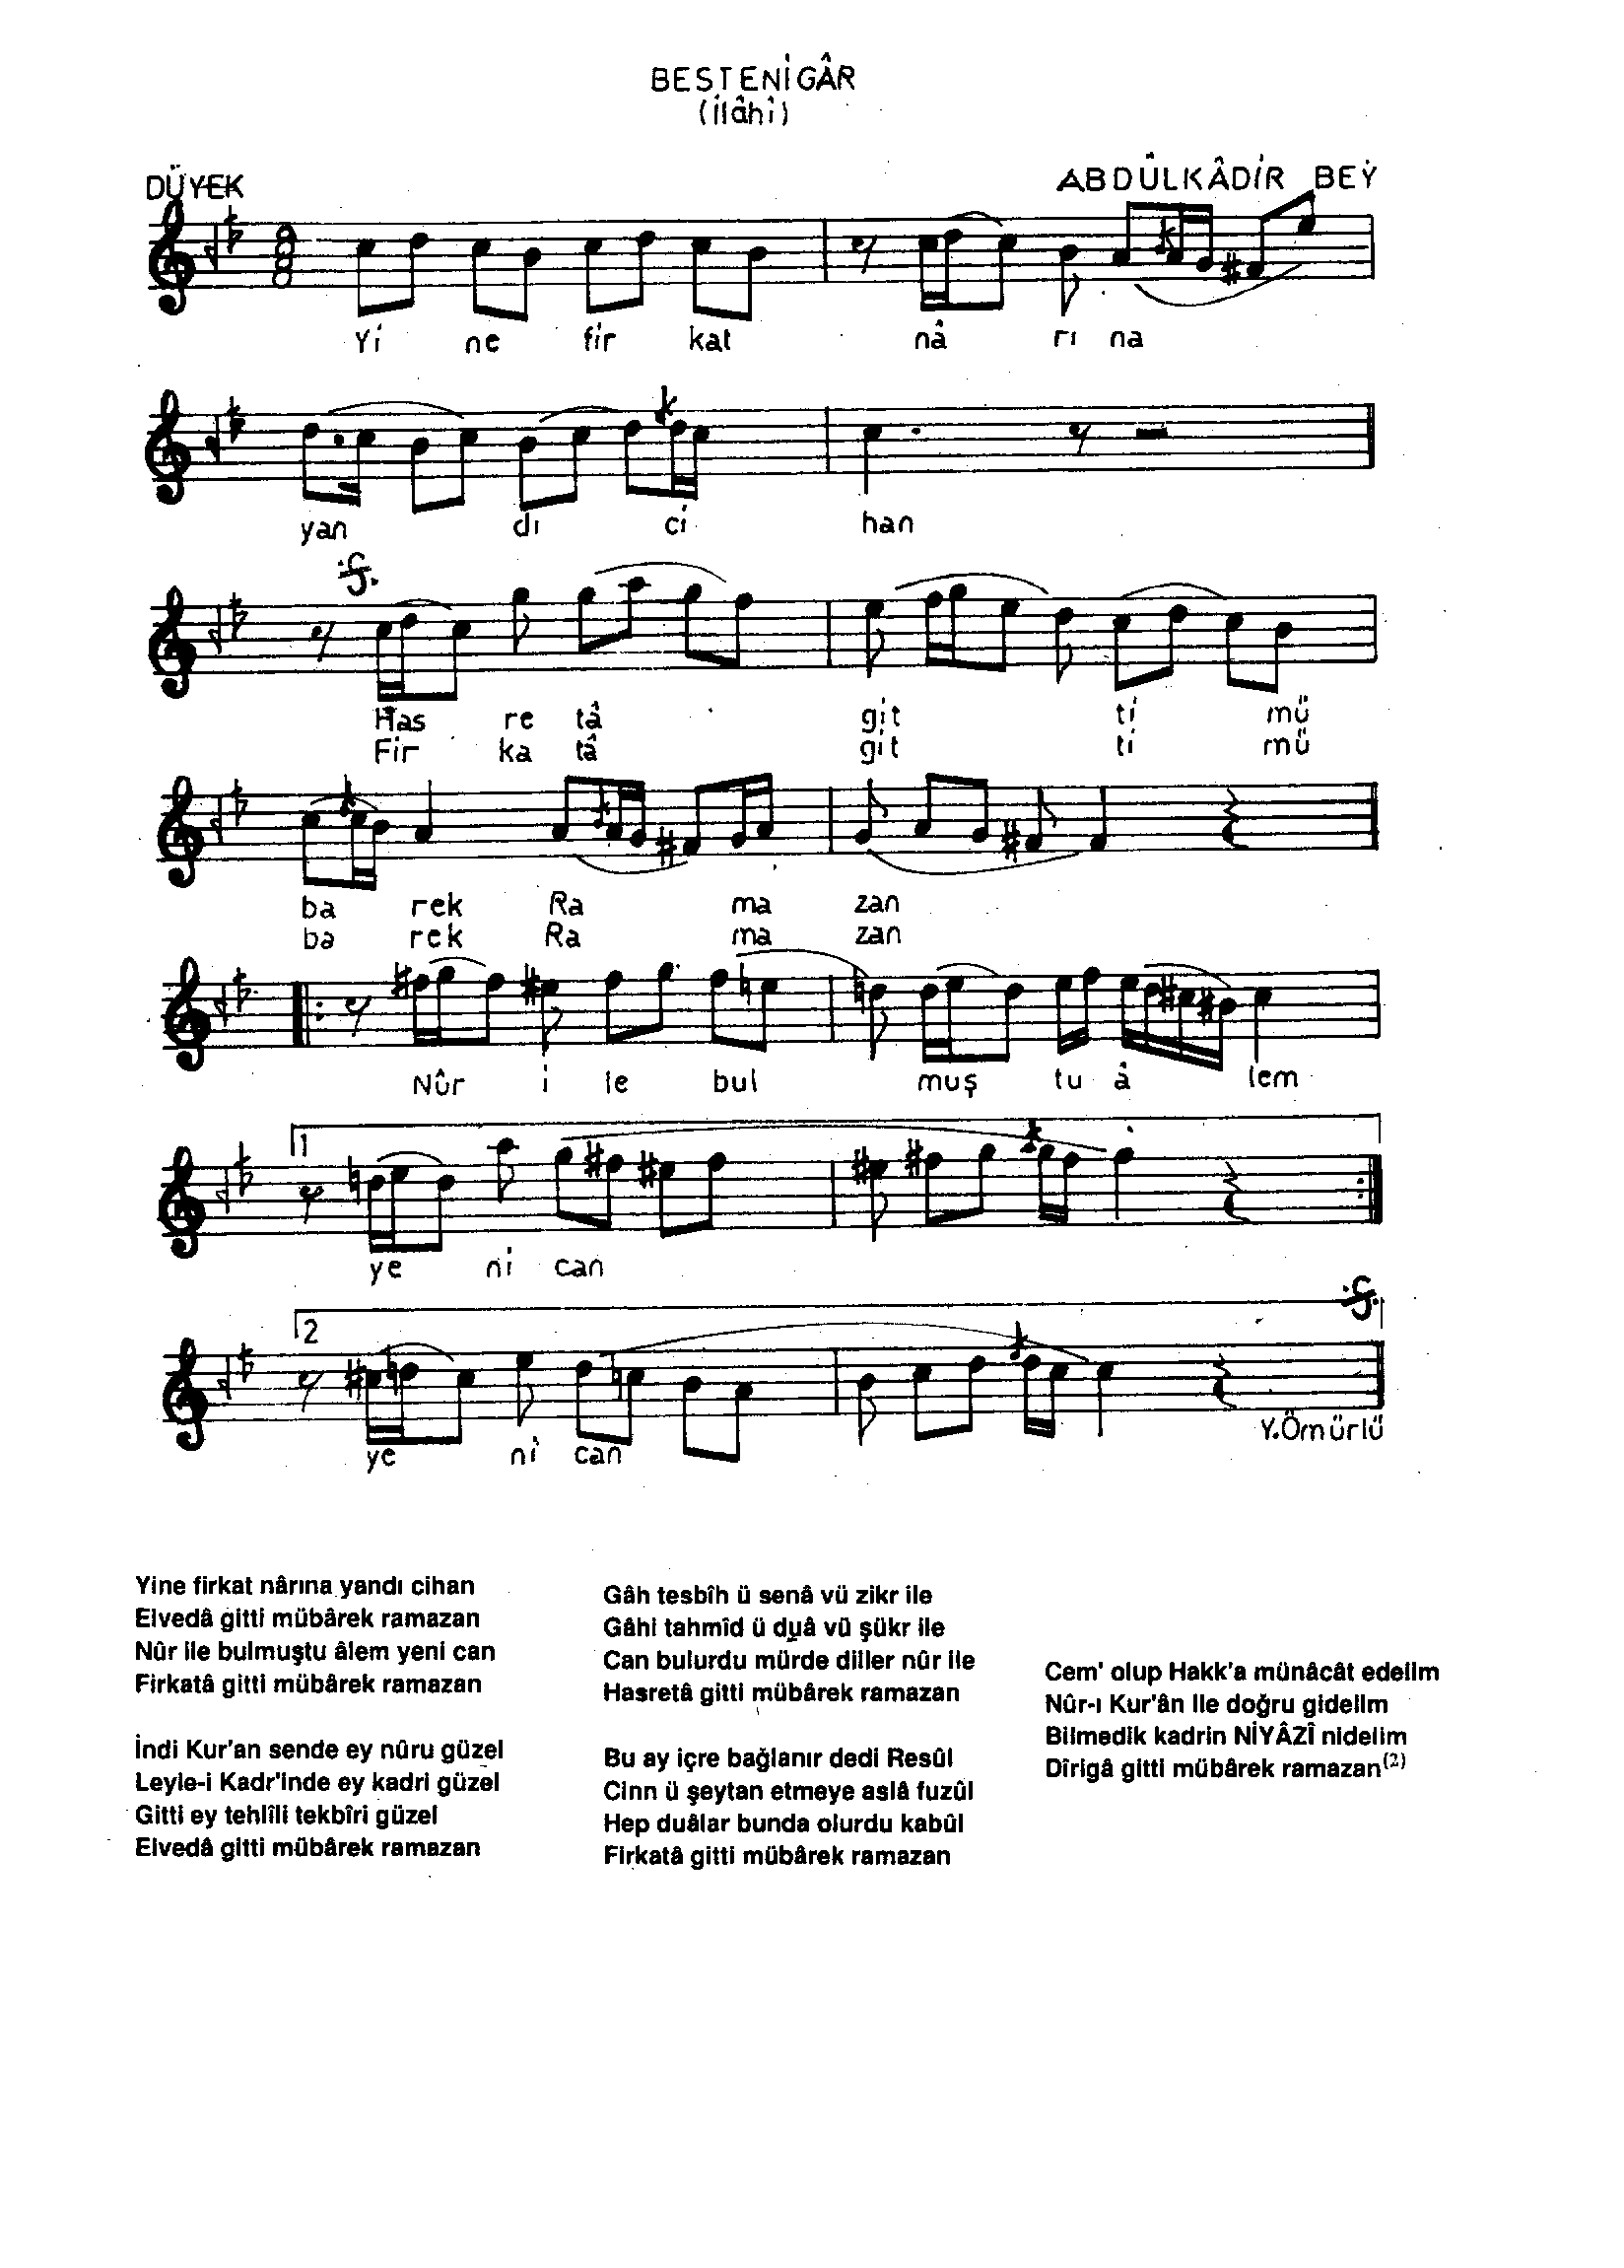 BESTENİGÂR
(ilâhî)
DÜYEK
ABDÜLKÂDİR BEY
8
4
Yi ne fir kat nâ rı na
yan dı ci han
Has re tâ git ti mü
Fir ka tâ git ti mü
ba rek Ra ma zan
ba rek Ra ma zan
Nûr i le bul muş tu â lem
1
ye ni can
2
ye ni can
Y.Ömürlü
Yine firkat nârına yandı cihan
Elvedâ gitti mübârek ramazan
Nûr ile bulmuştu âlem yeni can
Firkatâ gitti mübârek ramazan
İndi Kur'an sende ey nûru güzel
Leyle-i Kadr'inde ey kadri güzel
Gitti ey tehlîli tekbîri güzel
Elvedâ gitti mübârek ramazan
Gâh tesbîh ü senâ vü zikr ile
Gâhi tahmîd ü duâ vü şükr ile
Can bulurdu mürde diller nûr ile
Hasretâ gitti mübârek ramazan
Bu ay içre bağlanır dedi Resûl
Cinn ü şeytan etmeye aslâ fuzûl
Hep duâlar bunda olurdu kabûl
Firkatâ gitti mübârek ramazan
Cem' olup Hakk'a münâcât edelim
Nûr-ı Kur'ân ile doğru gidelim
Bilmedik kadrin NİYÂZÎ nidelim
Dîrigâ gitti mübârek ramazan(2)